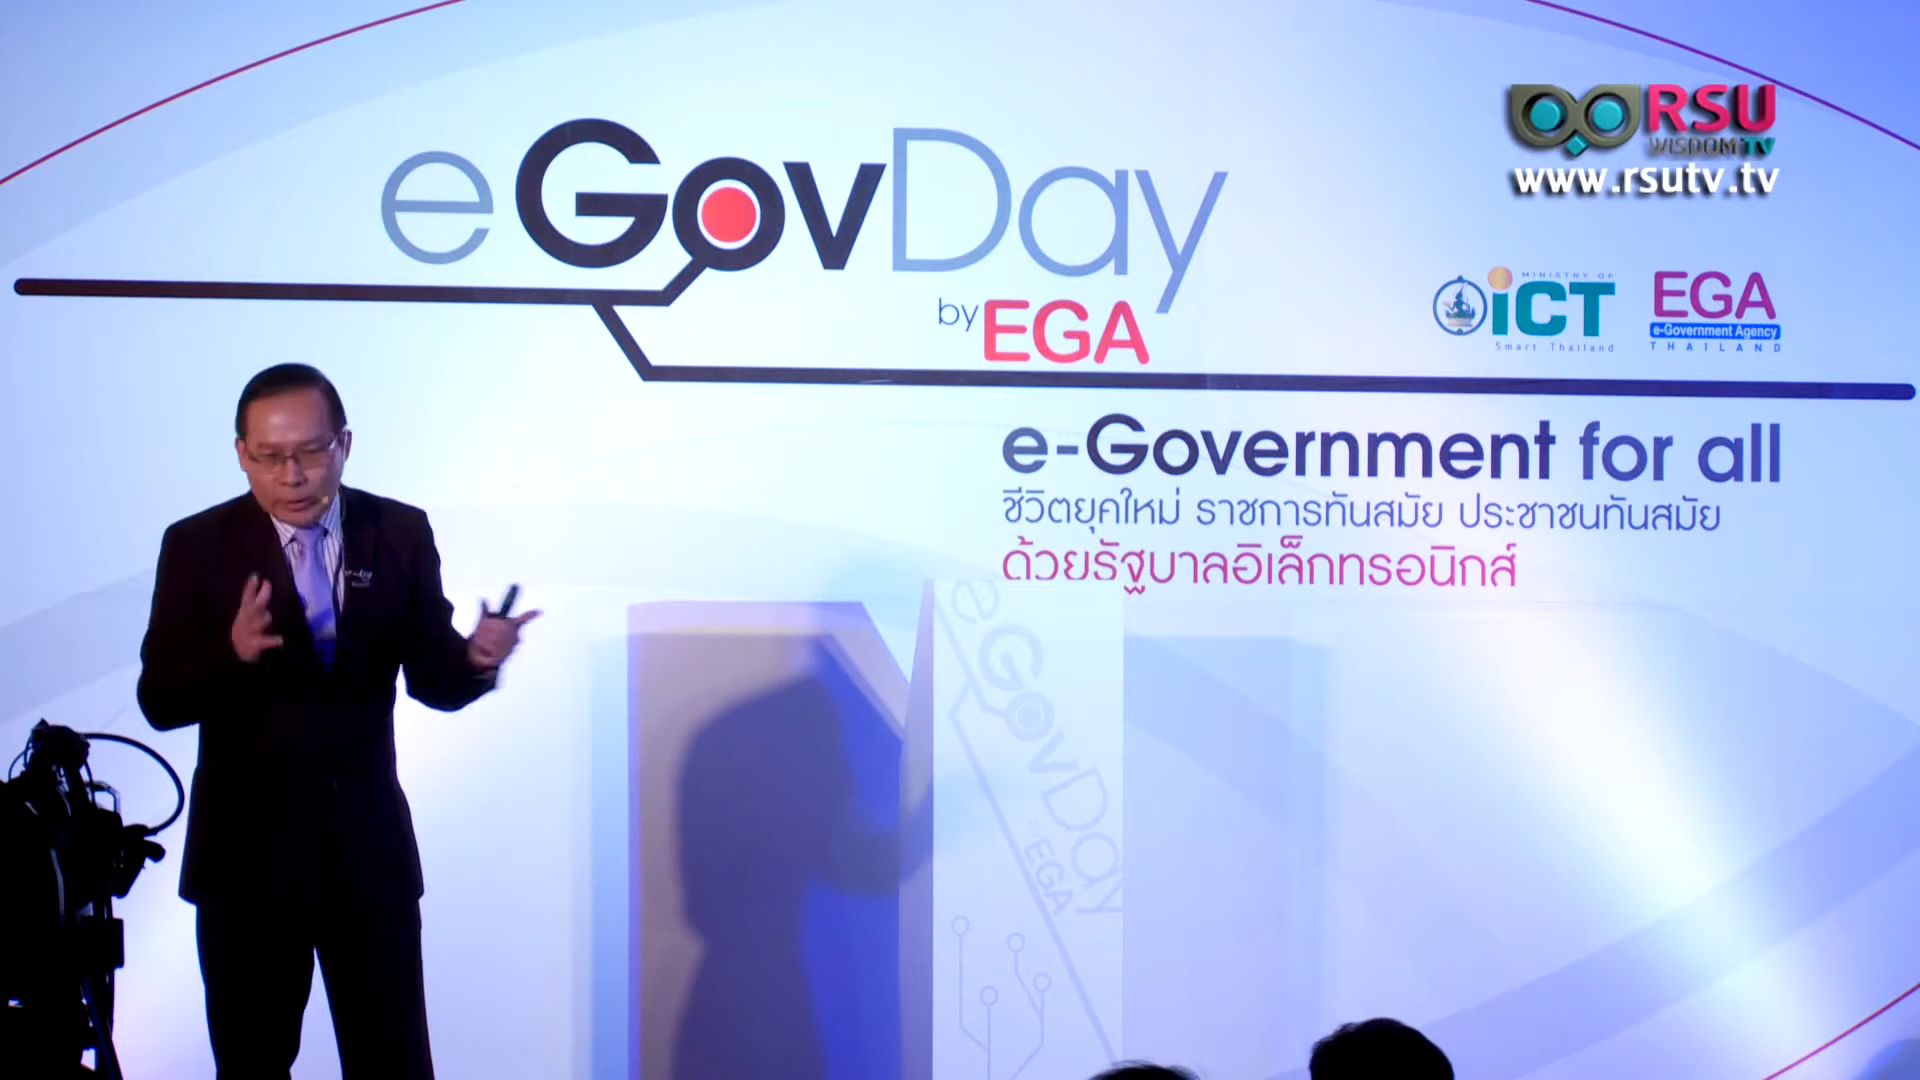 RSU
WISDOM TV
www.rsutv.tv
eGovDay
by EGA
MINISTRY OF
iCT
Smart Thailand
EGA
e-Government Agency
THAILAND
e-Government for all
ชีวิตยุคใหม่ ราชการทันสมัย ประชาชนทันสมัย
ด้วยรัฐบาลอิเล็กทรอนิกส์
eGovDay
EGA